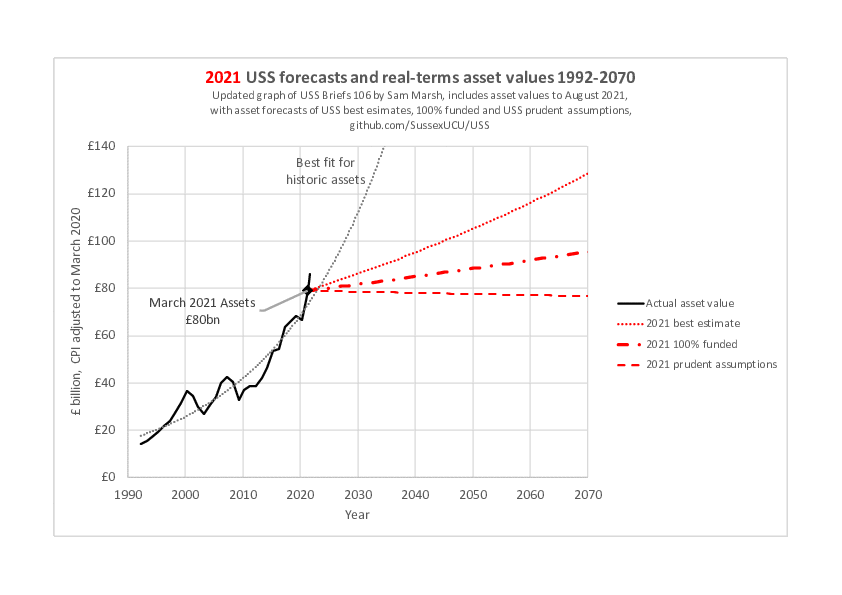 2021 USS forecasts and real-terms asset values 1992-2070
Updated graph of USS Briefs 106 by Sam Marsh, includes asset values to August 2021,
with asset forecasts of USS best estimates, 100% funded and USS prudent assumptions,
github.com/SussexUCU/USS
£140
£120
£100
£80
£60
£40
£20
£0
£ billion, CPI adjusted to March 2020
Best fit for
historic assets
March 2021 Assets
£80bn
1990 2000 2010 2020 2030 2040 2050 2060 2070
Year
Actual asset value
2021 best estimate
2021 100% funded
2021 prudent assumptions